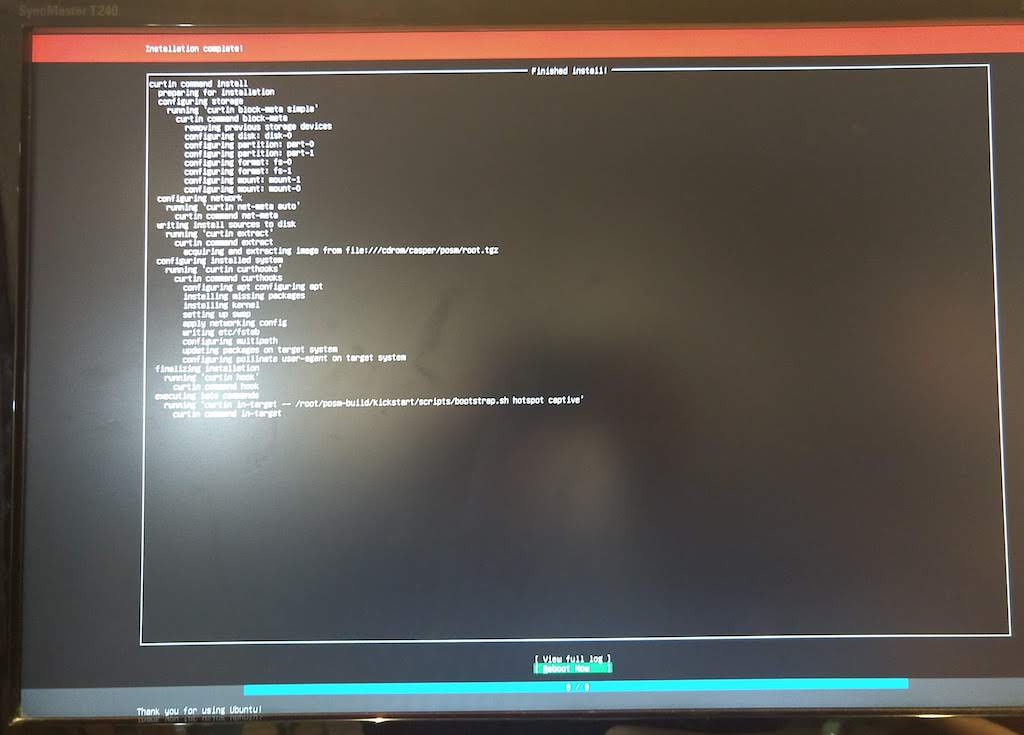 SyncMaster T240
Installation complete!
Finished install!
curtin command install
preparing for installation
configuring storage
running 'curtin block-meta simple'
curtin command block-meta
removing previous storage devices
configuring disk: disk-0
configuring partition: part-0
configuring partition: part-1
configuring format: fs-0
configuring format: fs-1
configuring mount: mount-1
configuring mount: mount-0
configuring network
running 'curtin net-meta auto'
curtin command net-meta
writing install sources to disk
running 'curtin extract'
curtin command extract
acquiring and extracting image from file:///cdrom/casper/posm/root.tgz
configuring installed system
running 'curtin curthooks'
curtin command curthooks
configuring apt configuring apt
installing missing packages
installing kernel
setting up swap
apply networking config
writing etc/fstab
configuring multipath
updating packages on target system
configuring pollinate user-agent on target system
finalizing installation
running 'curtin hook'
curtin command hook
executing late commands
running 'curtin in-target -- /root/posm-build/kickstart/scripts/bootstrap.sh hotspot captive'
curtin command in-target
[ View full log ]
[ Reboot Now ]
Thank you for using Ubuntu!